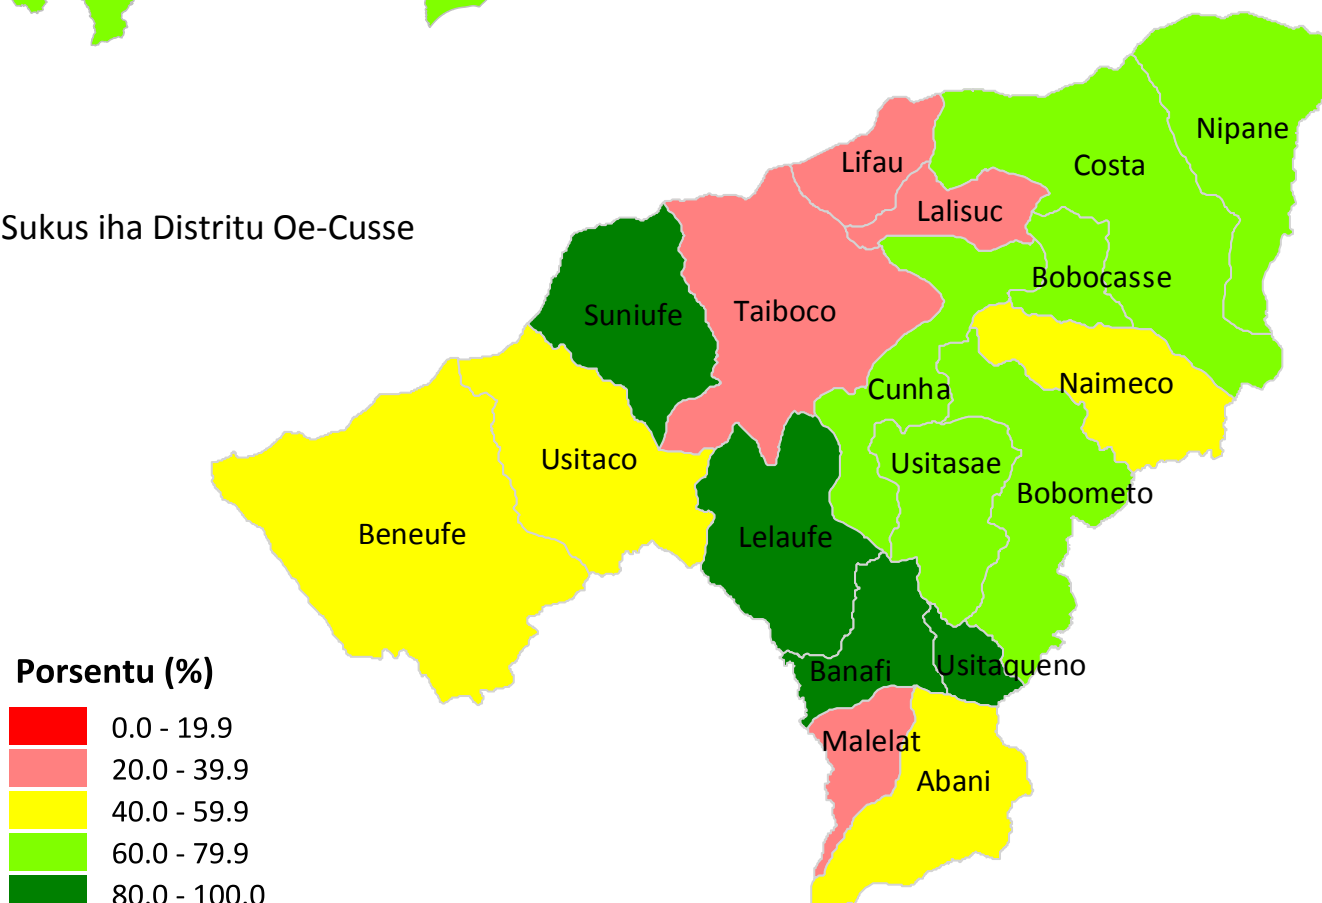 Nipane
Lifau
Costa
Lalisuc
Sukus iha Distritu Oe-Cusse
Bobocasse
Suniufe
Taiboco
Cunha
Naimeco
Usitaco
Usitasae
Bobometo
Beneufe
Lelaufe
Banafi
Usitaqueno
Malelat
Abani
Porsentu (%)
0.0 - 19.9
20.0 - 39.9
40.0 - 59.9
60.0 - 79.9
80.0 - 100.0